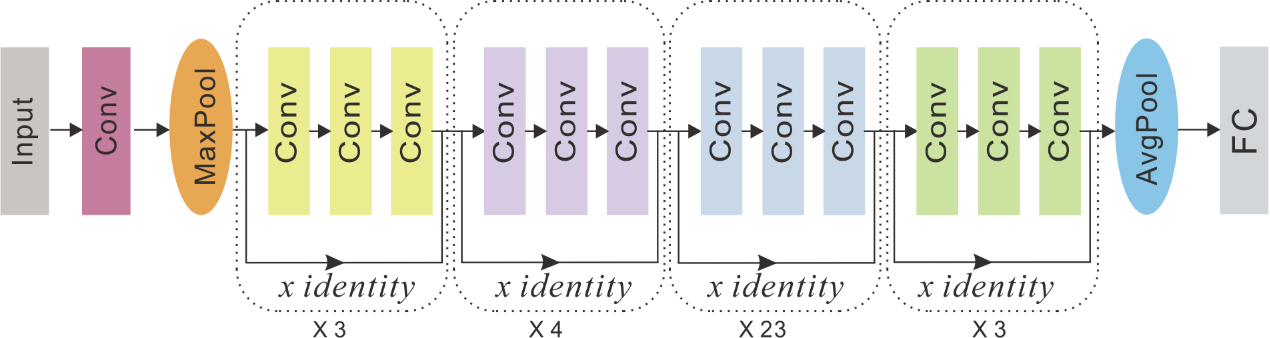 Input
Conv
MaxPool
Conv
Conv
Conv
x identity
X 3
Conv
Conv
Conv
x identity
X 4
Conv
Conv
Conv
x identity
X 23
Conv
Conv
Conv
x identity
X 3
AvgPool
FC